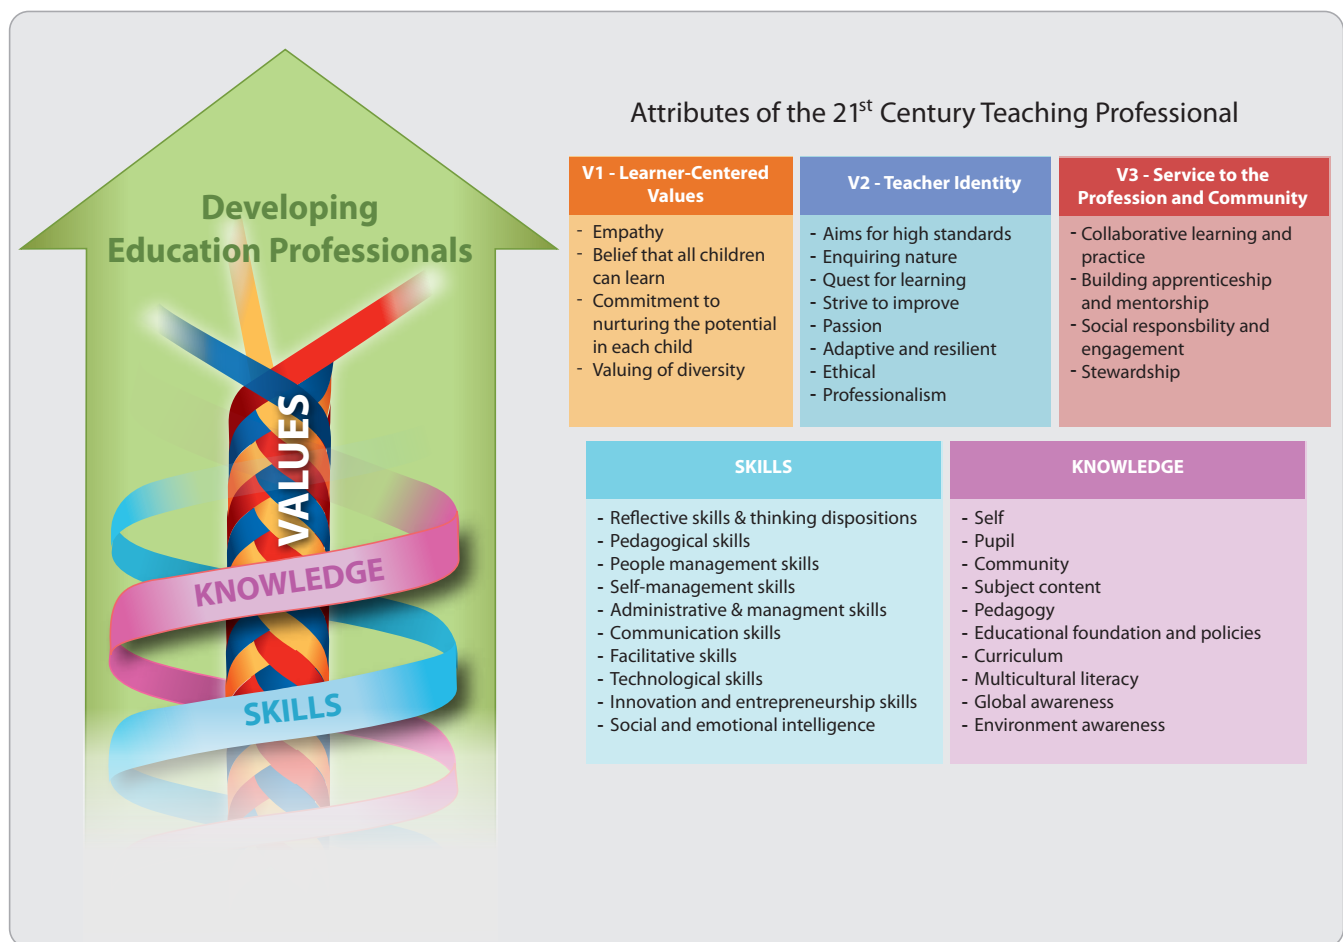 Developing
Education Professionals
VALUES
KNOWLEDGE
SKILLS
Attributes of the 21st Century Teaching Professional
V1 - Learner-Centered
Values
- Empathy
- Belief that all children
can learn
- Commitment to
nurturing the potential
in each child
- Valuing of diversity
V2 - Teacher Identity
- Aims for high standards
- Enquiring nature
- Quest for learning
- Strive to improve
- Passion
- Adaptive and resilient
- Ethical
- Professionalism
V3 - Service to the
Profession and Community
- Collaborative learning and
practice
- Building apprenticeship
and mentorship
- Social responsbility and
engagement
- Stewardship
SKILLS
- Reflective skills & thinking dispositions
- Pedagogical skills
- People management skills
- Self-management skills
- Administrative & managment skills
- Communication skills
- Facilitative skills
- Technological skills
- Innovation and entrepreneurship skills
- Social and emotional intelligence
KNOWLEDGE
- Self
- Pupil
- Community
- Subject content
- Pedagogy
- Educational foundation and policies
- Curriculum
- Multicultural literacy
- Global awareness
- Environment awareness